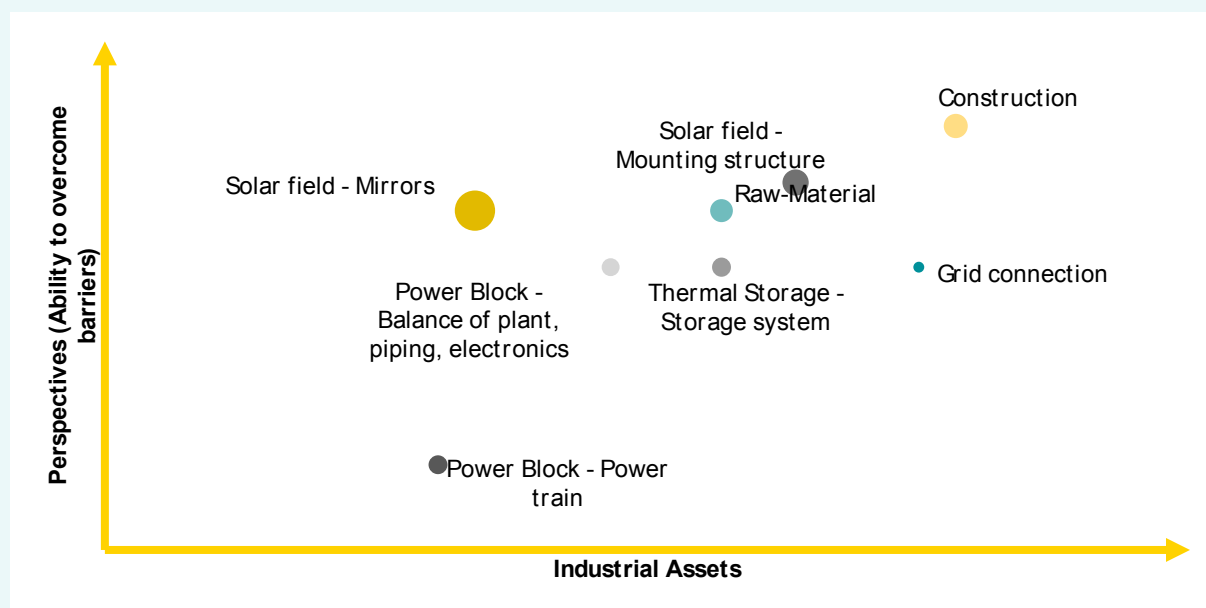 Perspectives (Ability to overcome
barriers)
Construction
Solar field -
Mounting structure
Solar field - Mirrors
Raw-Material
Grid connection
Power Block -
Balance of plant,
piping, electronics
Thermal Storage -
Storage system
Power Block - Power
train
Industrial Assets